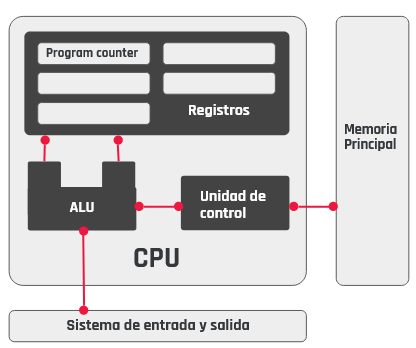 Program counter
Registros
Memoria
Principal
ALU
Unidad de
control
CPU
Sistema de entrada y salida